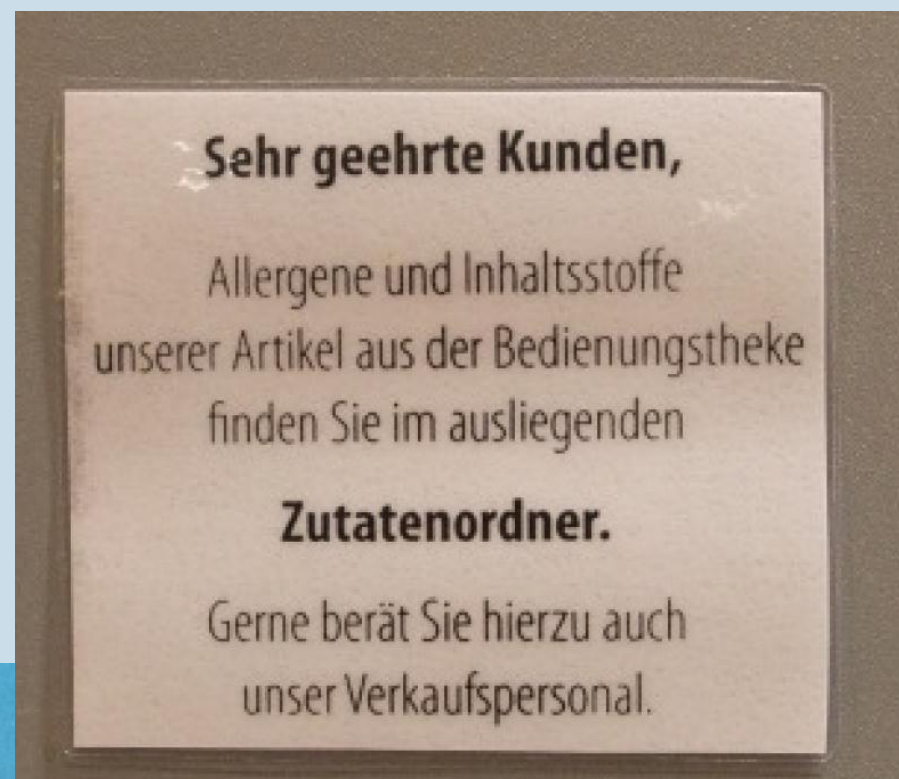 Sehr geehrte Kunden,
Allergene und Inhaltsstoffe
unserer Artikel aus der Bedienungstheke
finden Sie im ausliegenden
Zutatenordner.
Gerne berät Sie hierzu auch
unser Verkaufspersonal.